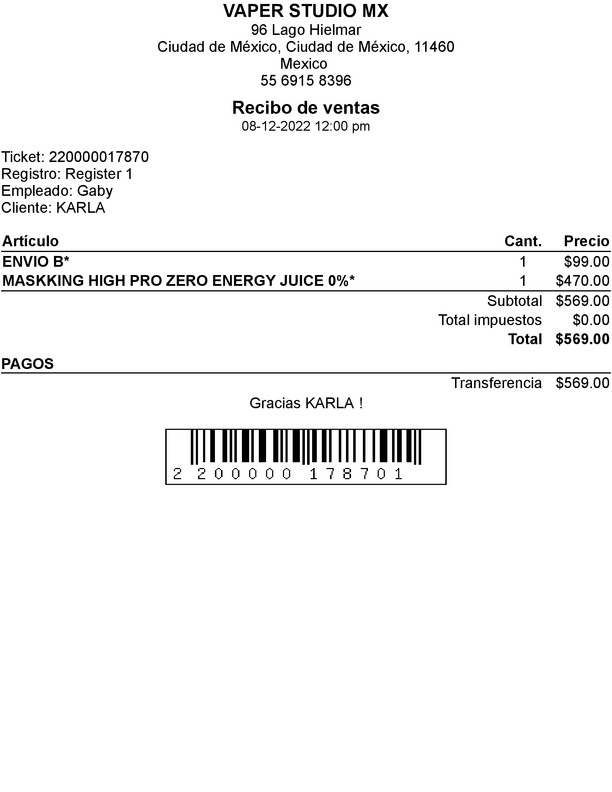 VAPER STUDIO MX
96 Lago Hielmar
Ciudad de México, Ciudad de México, 11460
Mexico
55 6915 8396
Recibo de ventas
08-12-2022 12:00 pm
Ticket: 220000017870
Registro: Register 1
Empleado: Gaby
Cliente: KARLA
Artículo Cant. Precio
ENVIO B* 1 $99.00
MASKKING HIGH PRO ZERO ENERGY JUICE 0%* 1 $470.00
Subtotal $569.00
Total impuestos $0.00
Total $569.00
PAGOS
Transferencia $569.00
Gracias KARLA !
2 200000 178701